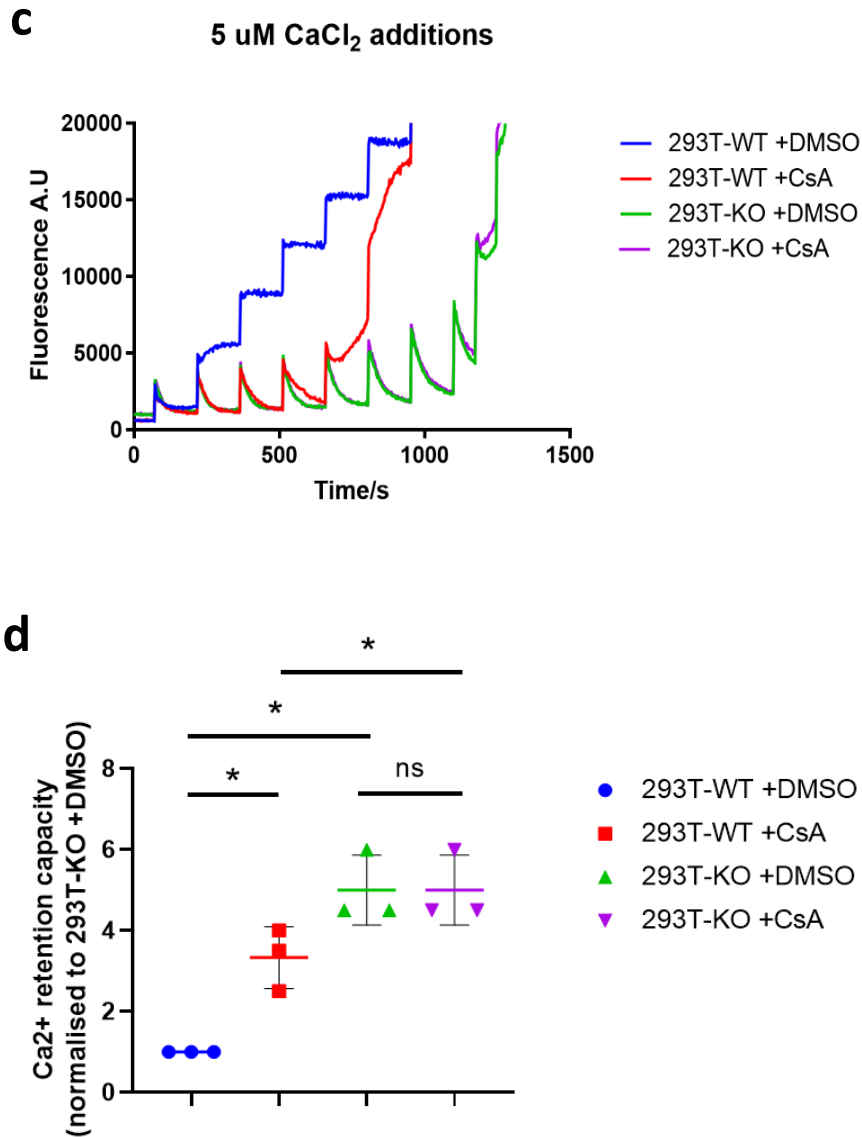 c
5 uM CaCl₂ additions
20000
15000
10000
5000
0
Fluorescence A.U
0 500 1000 1500
Time/s
293T-WT +DMSO
293T-WT +CsA
293T-KO +DMSO
293T-KO +CsA
d
*
*
*
ns
8
6
4
2
0
Ca2+ retention capacity
(normalised to 293T-KO +DMSO)
293T-WT +DMSO
293T-WT +CsA
293T-KO +DMSO
293T-KO +CsA